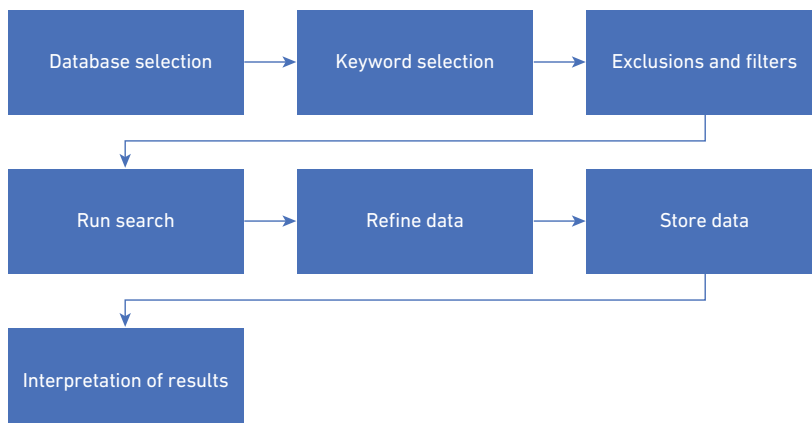 Database selection
Keyword selection
Exclusions and filters
Run search
Refine data
Store data
Interpretation of results